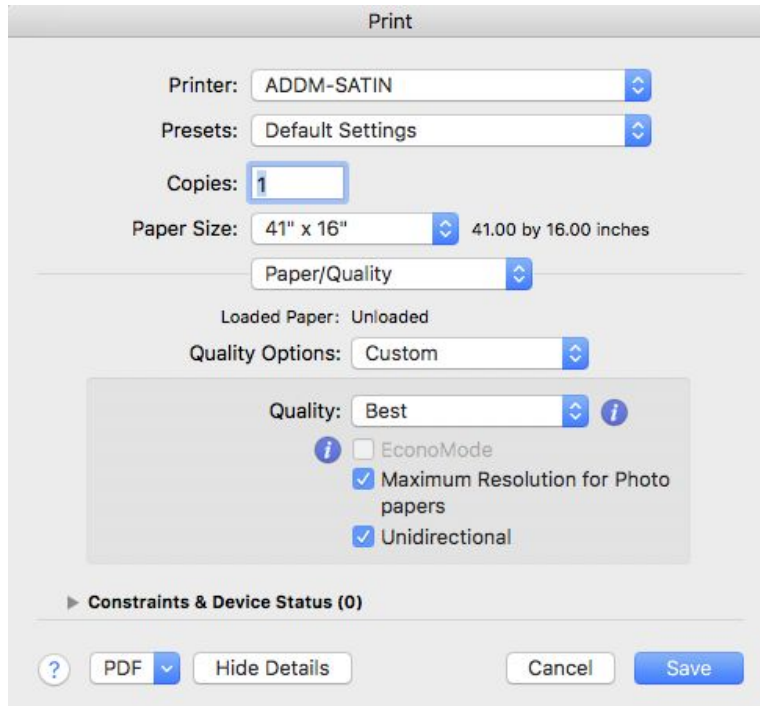 Print
Printer: ADDM-SATIN
Presets: Default Settings
Copies: 1
Paper Size: 41" x 16" 41.00 by 16.00 inches
Paper/Quality
Loaded Paper: Unloaded
Quality Options: Custom
Quality: Best i
i EconoMode
Maximum Resolution for Photo
papers
Unidirectional
Constraints & Device Status (0)
? PDF Hide Details Cancel Save